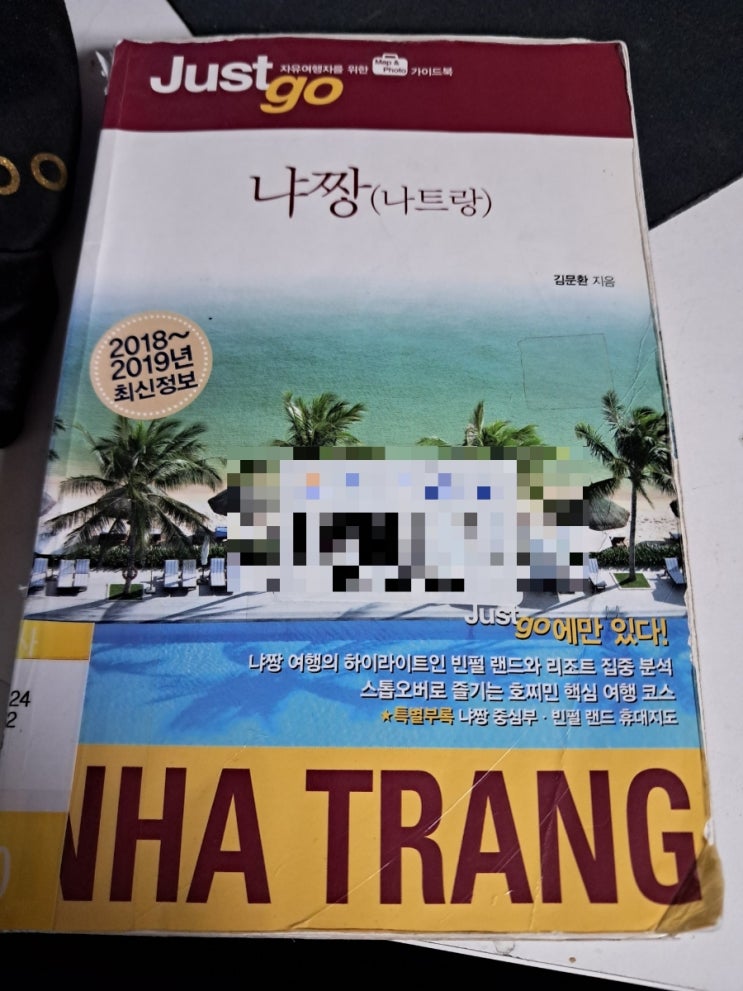 Just go 자유여행자를 위한 Map & Photo 가이드북
냐짱(나트랑)
김문환 지음
2018~
2019년
최신정보
Just go에만 있다!
냐짱 여행의 하이라이트인 빈펄 랜드와 리조트 집중 분석
스톱오버로 즐기는 호찌민 핵심 여행 코스
★특별부록 냐짱 중심부·빈펄 랜드 휴대지도
24
2
NHA TRANG